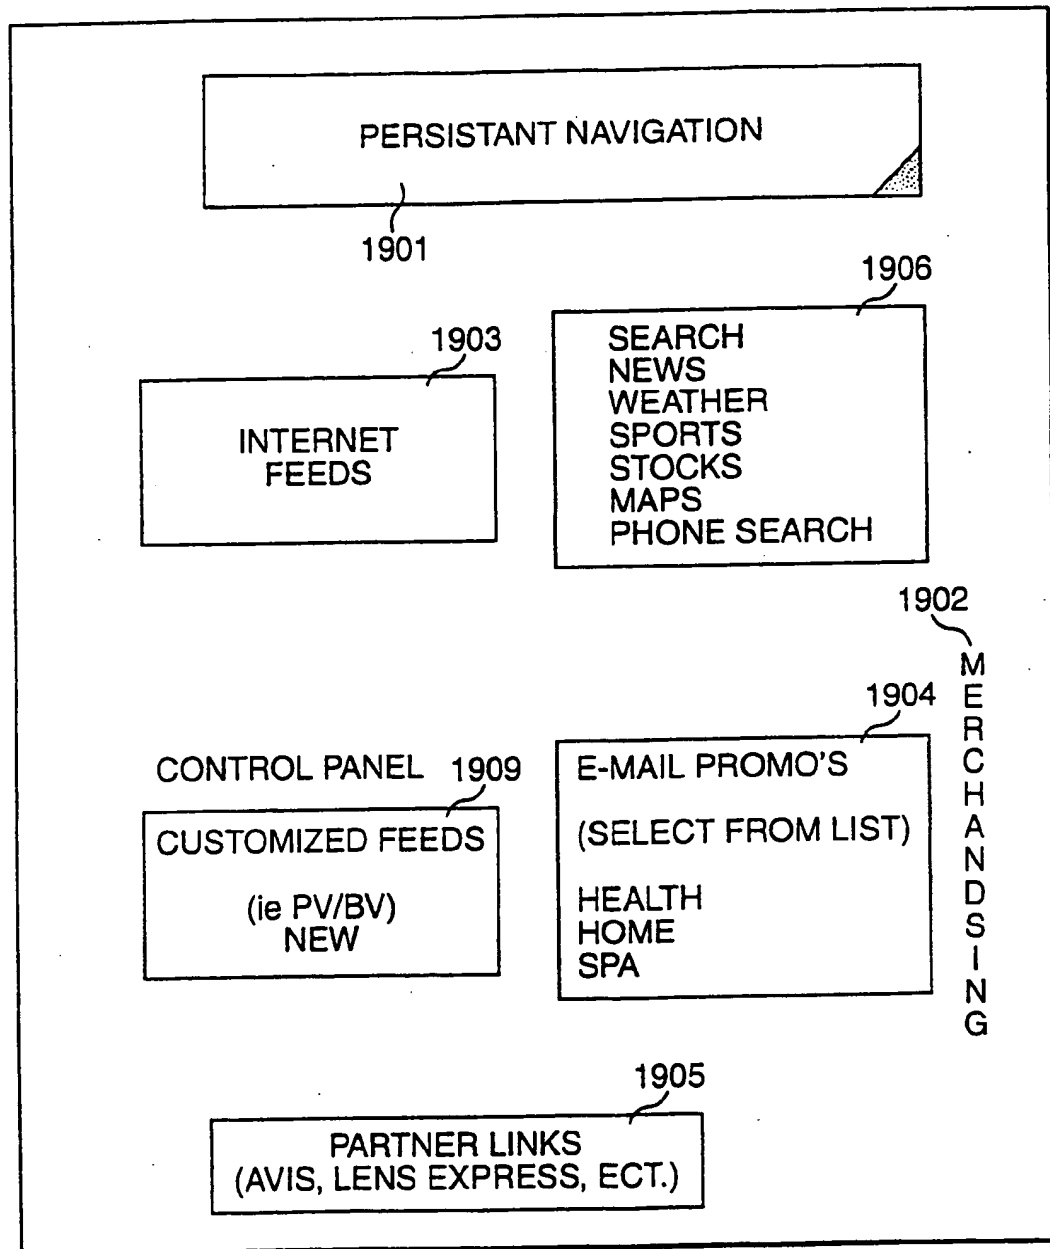 PERSISTANT NAVIGATION
1901
1906
SEARCH
NEWS
WEATHER
SPORTS
STOCKS
MAPS
PHONE SEARCH
1903
INTERNET
FEEDS
1902
MERCHANDSING
1904
E-MAIL PROMO'S
(SELECT FROM LIST)
HEALTH
HOME
SPA
CONTROL PANEL 1909
CUSTOMIZED FEEDS
(ie PV/BV)
NEW
1905
PARTNER LINKS
(AVIS, LENS EXPRESS, ECT.)